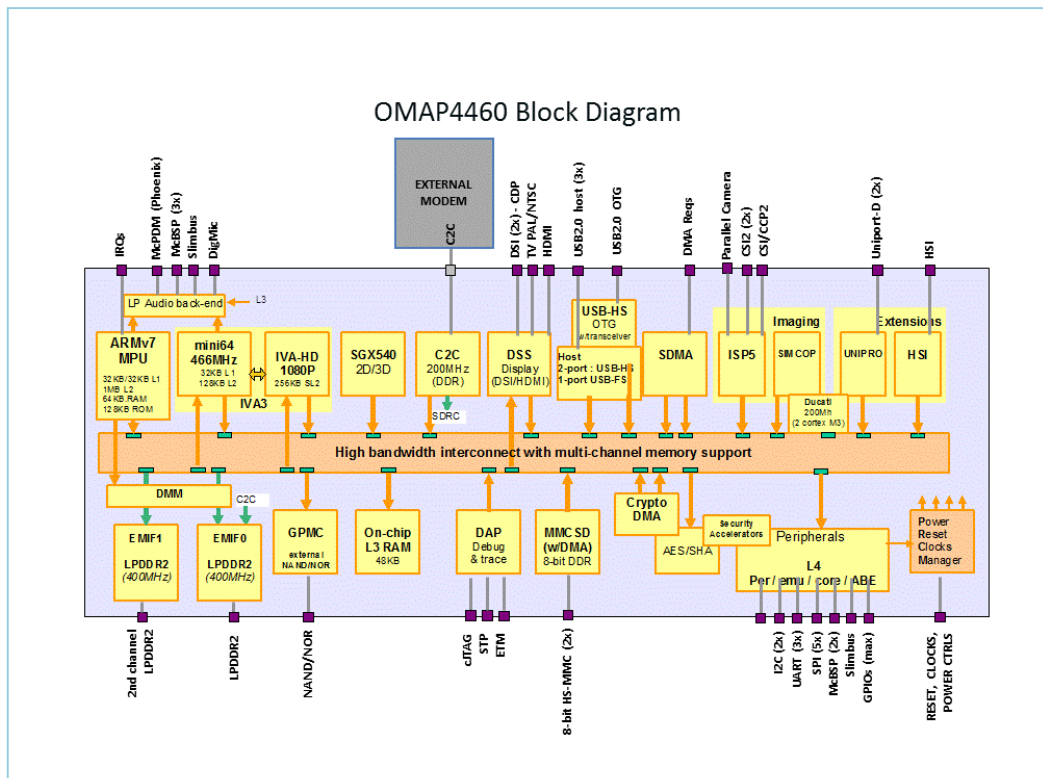 OMAP4460 Block Diagram
EXTERNAL
MODEM
C2C
IRQs
McPDM (Phoenix)
McBSP (3x)
Slimbus
DigMic
DSI (2x) - CDP
TV PAL/NTSC
HDMI
USB2.0 host (3x)
USB2.0 OTG
DMA Reqs
Parallel Camera
CSI2 (2x)
CSI/CCP2
Uniport-D (2x)
HSI
LP Audio back-end
L3
ARMv7
MPU
32KB/32KB L1
1MB L2
64KB RAM
128KB ROM
mini64
466MHz
32KB L1
128KB L2
IVA-HD
1080P
256KB SL2
IVA3
SGX540
2D/3D
C2C
200MHz
(DDR)
SDRC
DSS
Display
(DSI/HDMI)
USB-HS
OTG
w/transceiver
Host
2-port : USB-HS
1-port USB-FS
SDMA
Imaging
ISP5
SIMCOP
Extensions
UNIPRO
HSI
Ducati
200Mh
(2 cortex M3)
High bandwidth interconnect with multi-channel memory support
DMM
C2C
EMIF1
LPDDR2
(400MHz)
EMIF0
LPDDR2
(400MHz)
GPMC
external
NAND/NOR
On-chip
L3 RAM
48KB
DAP
Debug
& trace
MMCSD
(w/DMA)
8-bit DDR
Crypto
DMA
AES/SHA
Security
Accelerators
Peripherals
L4
Per / emu / core / ABE
Power
Reset
Clocks
Manager
2nd channel
LPDDR2
LPDDR2
NAND/NOR
cJTAG
STP
ETM
8-bit HS-MMC (2x)
I2C (2x)
UART (3x)
SPI (5x)
McBSP (2x)
Slimbus
GPIOs (max)
RESET, CLOCKS,
POWER CTRLS